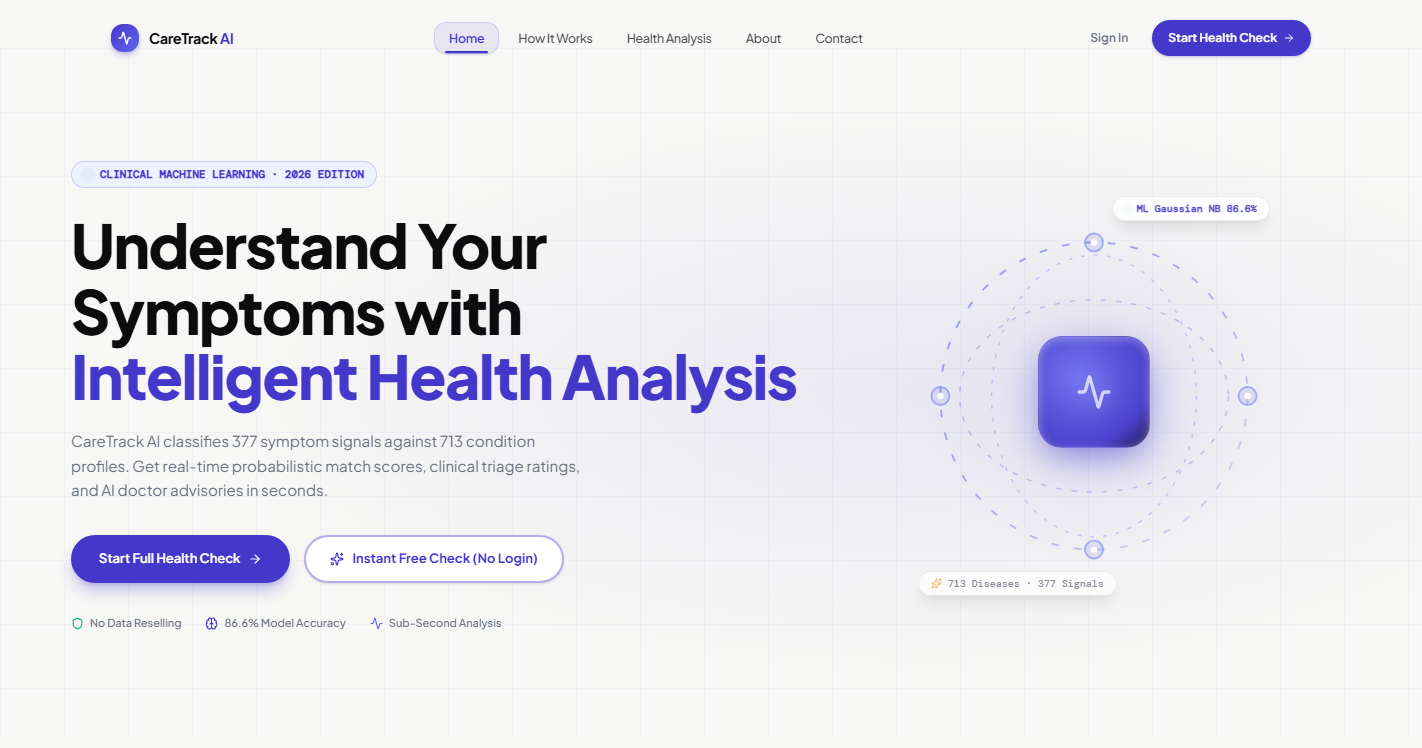 CareTrack AI
Home
How It Works
Health Analysis
About
Contact
Sign In
Start Health Check
CLINICAL MACHINE LEARNING · 2026 EDITION
Understand Your
Symptoms with
Intelligent Health Analysis
CareTrack AI classifies 377 symptom signals against 713 condition
profiles. Get real-time probabilistic match scores, clinical triage ratings,
and AI doctor advisories in seconds.
Start Full Health Check
Instant Free Check (No Login)
No Data Reselling
86.6% Model Accuracy
Sub-Second Analysis
ML Gaussian NB 86.6%
713 Diseases · 377 Signals